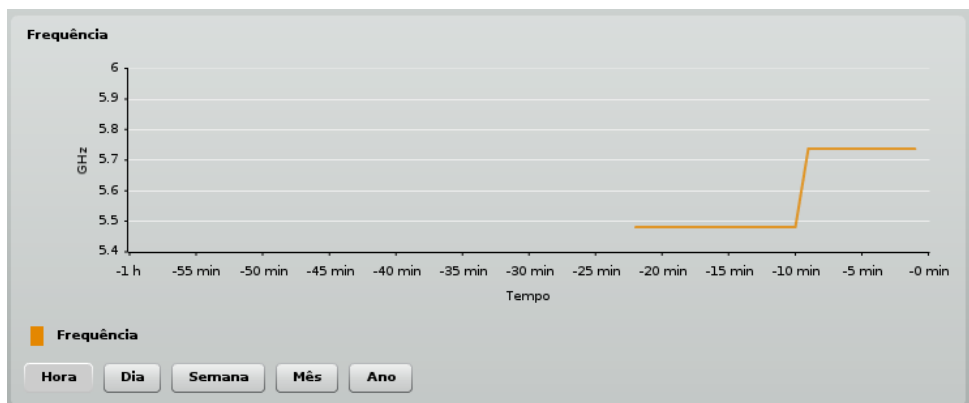 Frequência
6
5.9
5.8
5.7
5.6
5.5
5.4
GHz
-1 h -55 min -50 min -45 min -40 min -35 min -30 min -25 min -20 min -15 min -10 min -5 min -0 min
Tempo
Frequência
Hora Dia Semana Mês Ano